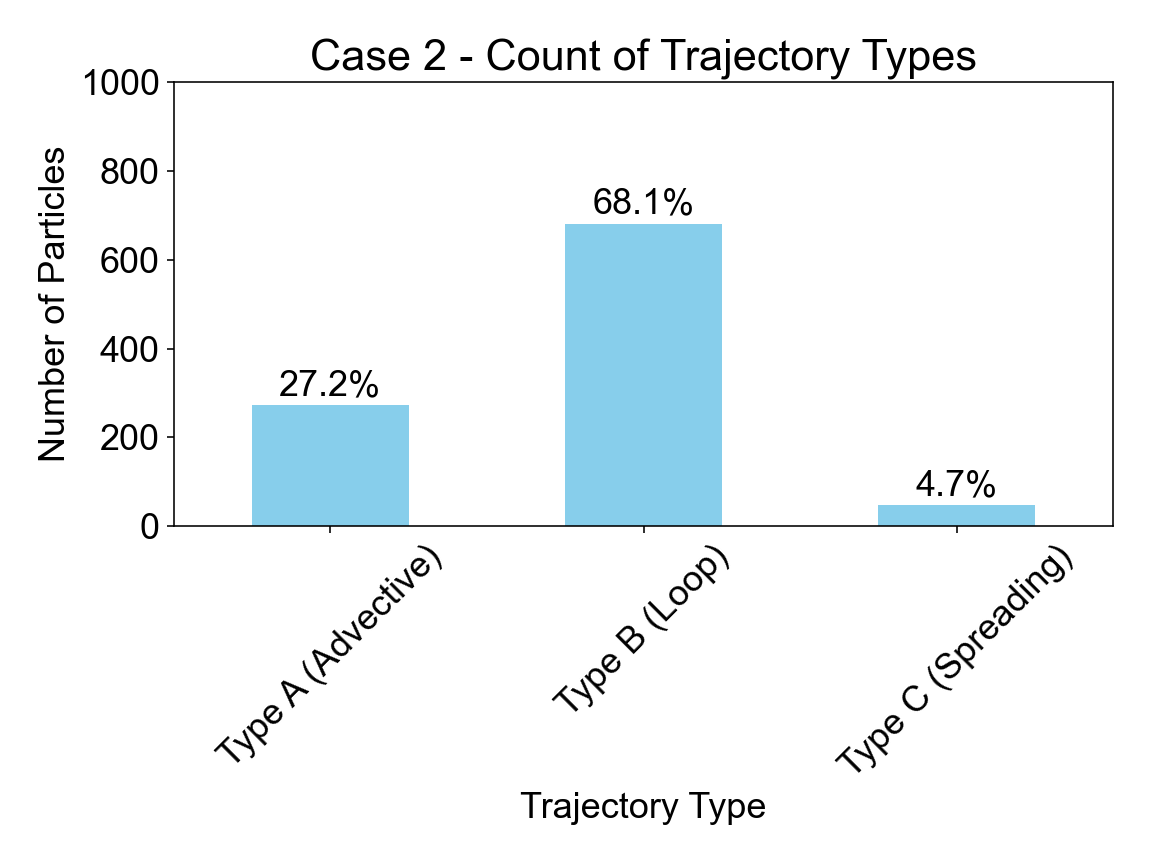 Case 2 - Count of Trajectory Types
Number of Particles
1000
800
600
400
200
0
27.2%
68.1%
4.7%
Type A (Advective)
Type B (Loop)
Type C (Spreading)
Trajectory Type